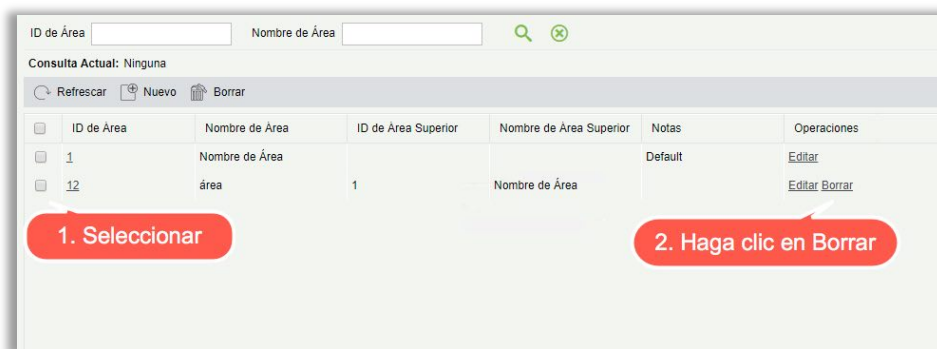 ID de Área Nombre de Área
Consulta Actual: Ninguna
Refrescar Nuevo Borrar
ID de Área Nombre de Área ID de Área Superior Nombre de Área Superior Notas Operaciones
1 Nombre de Área Default Editar
12 área 1 Nombre de Área Editar Borrar
1. Seleccionar 2. Haga clic en Borrar